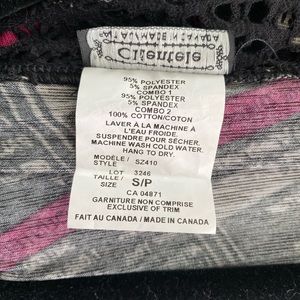 Clientele
95% POLYESTER
5% SPANDEX
COMBO 1
95% POLYESTER
5% SPANDEX
COMBO 2
100% COTTON/COTON
LAVER À LA MACHINE À
L'EAU FROIDE.
SUSPENDRE POUR SÉCHER.
MACHINE WASH COLD WATER.
HANG TO DRY.
MODÈLE / SZ410
STYLE
LOT 3246
TAILLE / S/P
SIZE
CA 04871
GARNITURE NON COMPRISE
EXCLUSIVE OF TRIM
FAIT AU CANADA / MADE IN CANADA